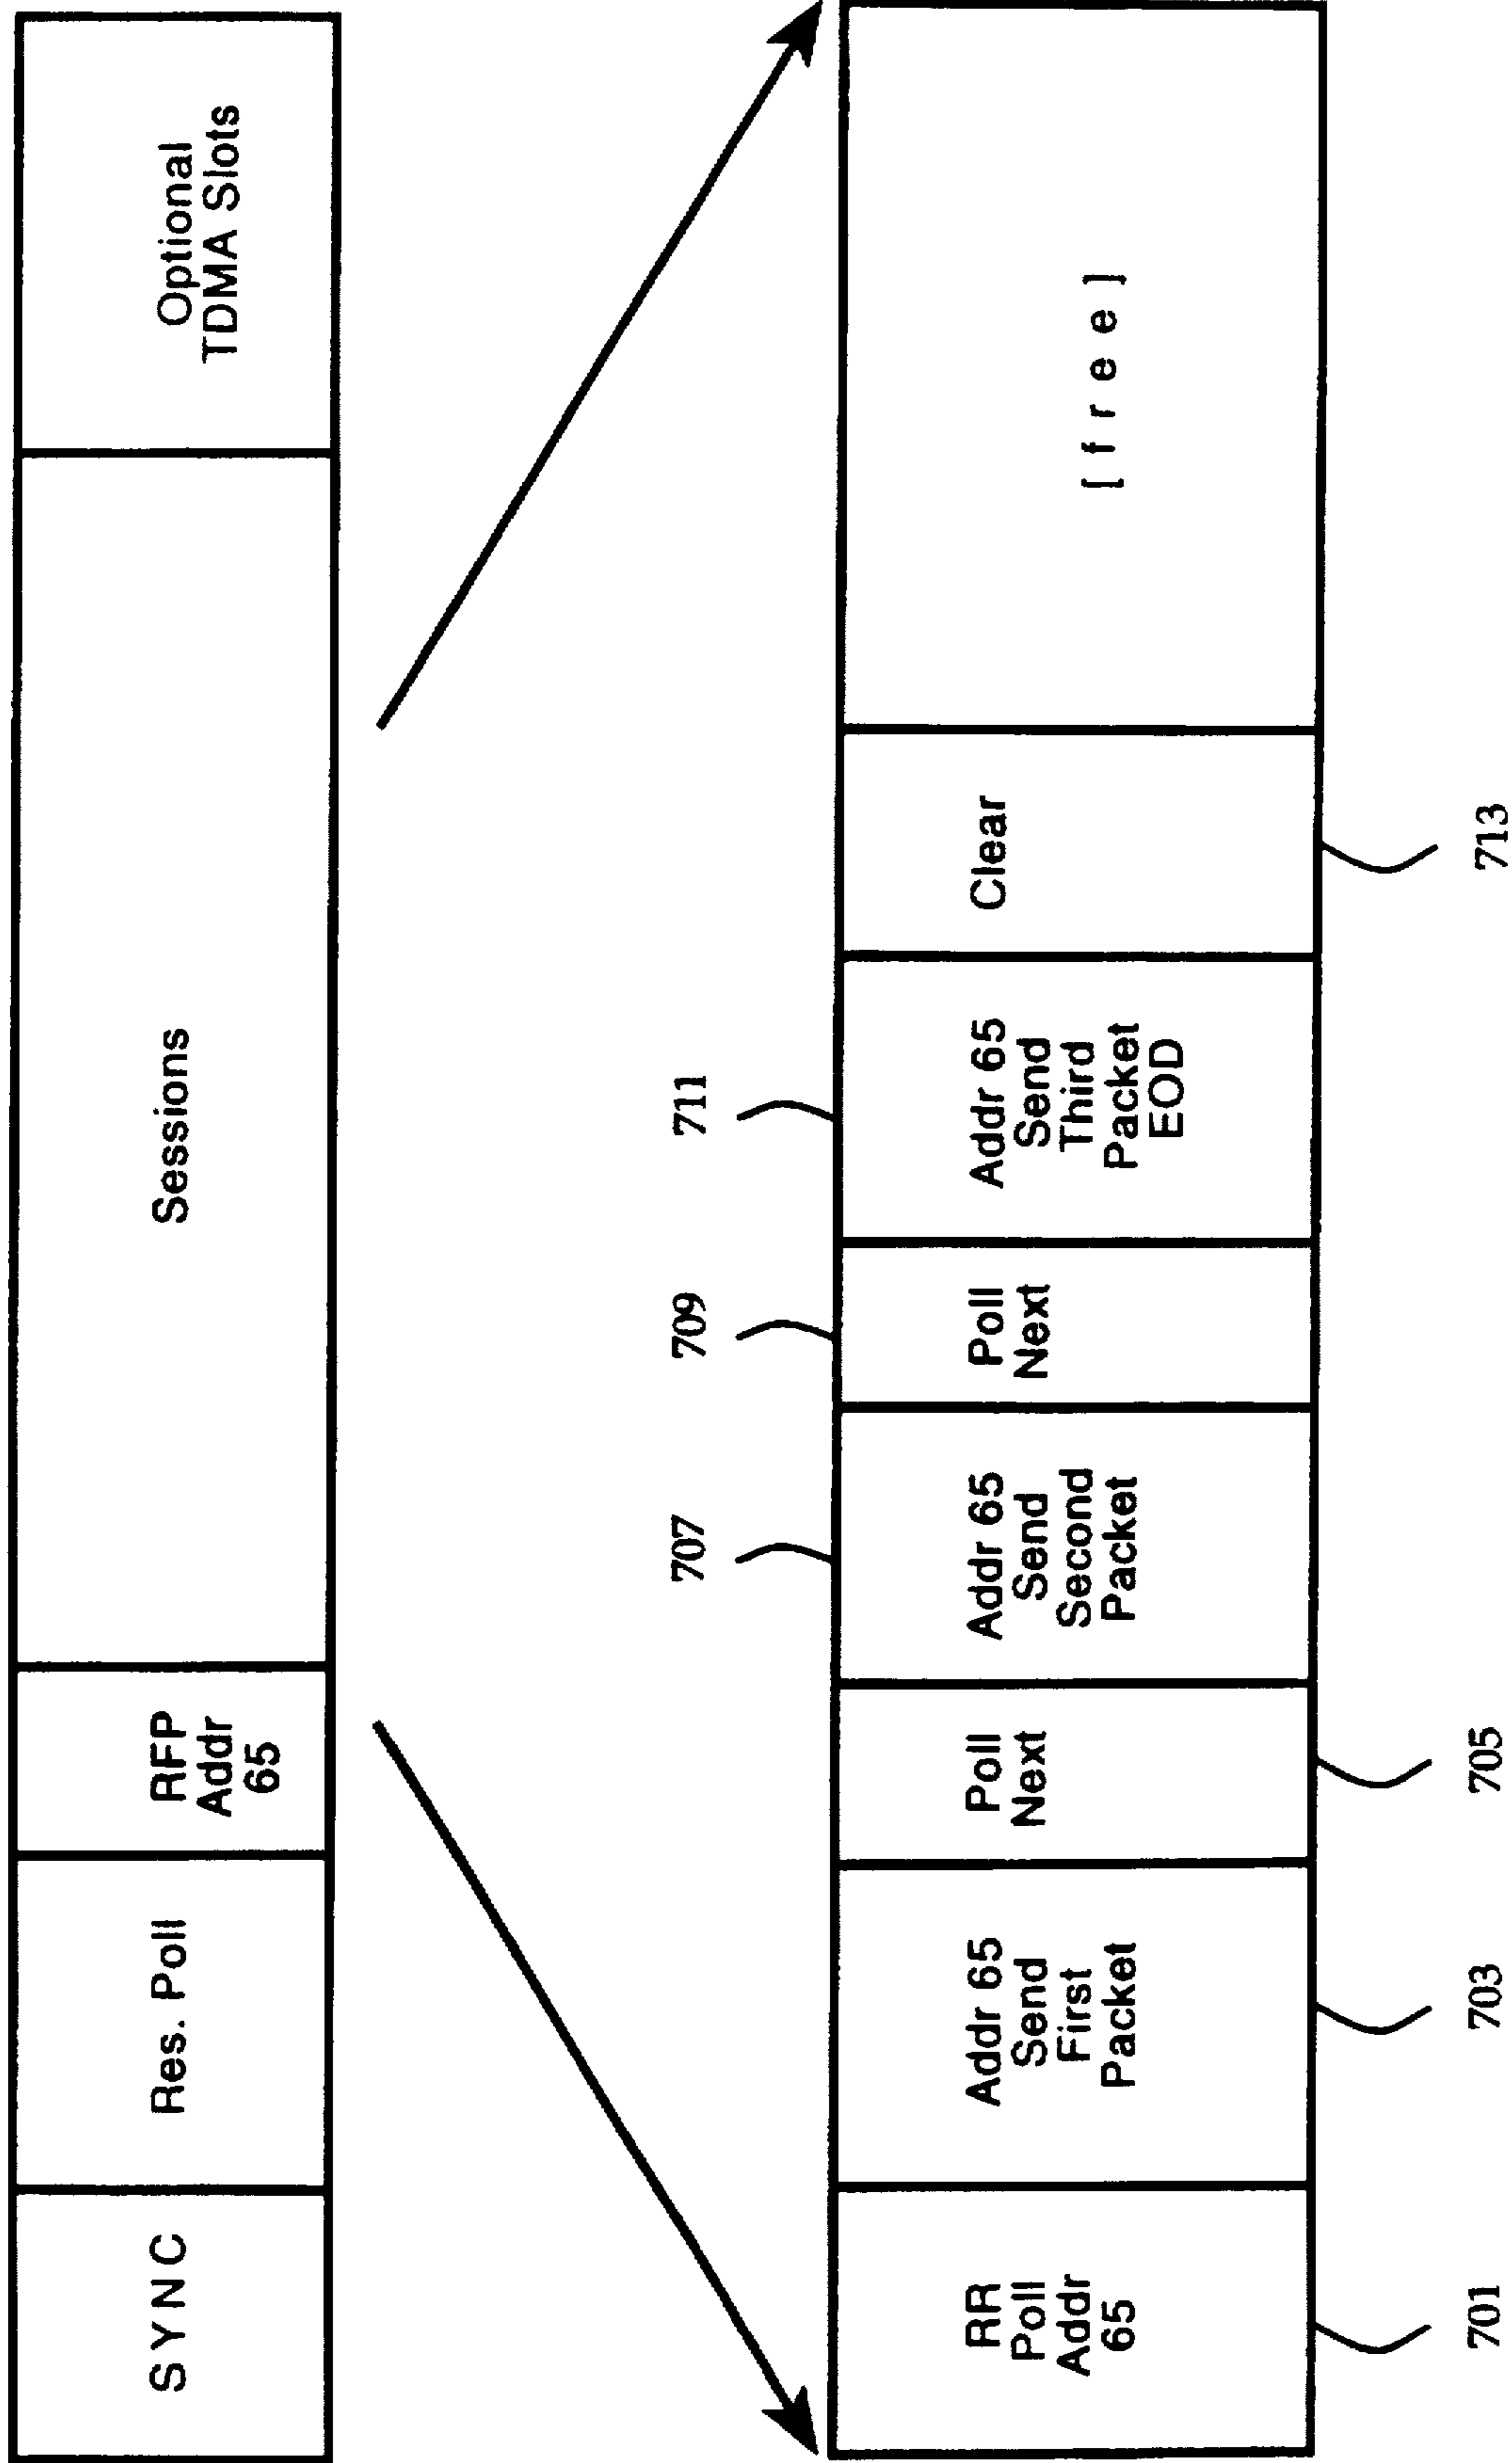 S Y N C
Res. Poll
RFP
Addr
65
Sessions
Optional
TDMA Slots
RR
Poll
Addr
65
Addr 65
Send
First
Packet
Poll
Next
Addr 65
Send
Second
Packet
Poll
Next
Addr 65
Send
Third
Packet
EOD
Clear
[ f r e e ]
701
703
705
707
709
711
713